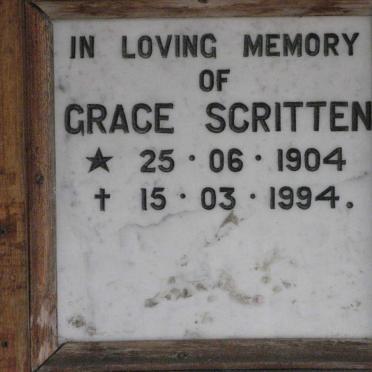 IN LOVING MEMORY
OF
GRACE SCRITTEN
★ 25 · 06 · 1904
† 15 · 03 · 1994.